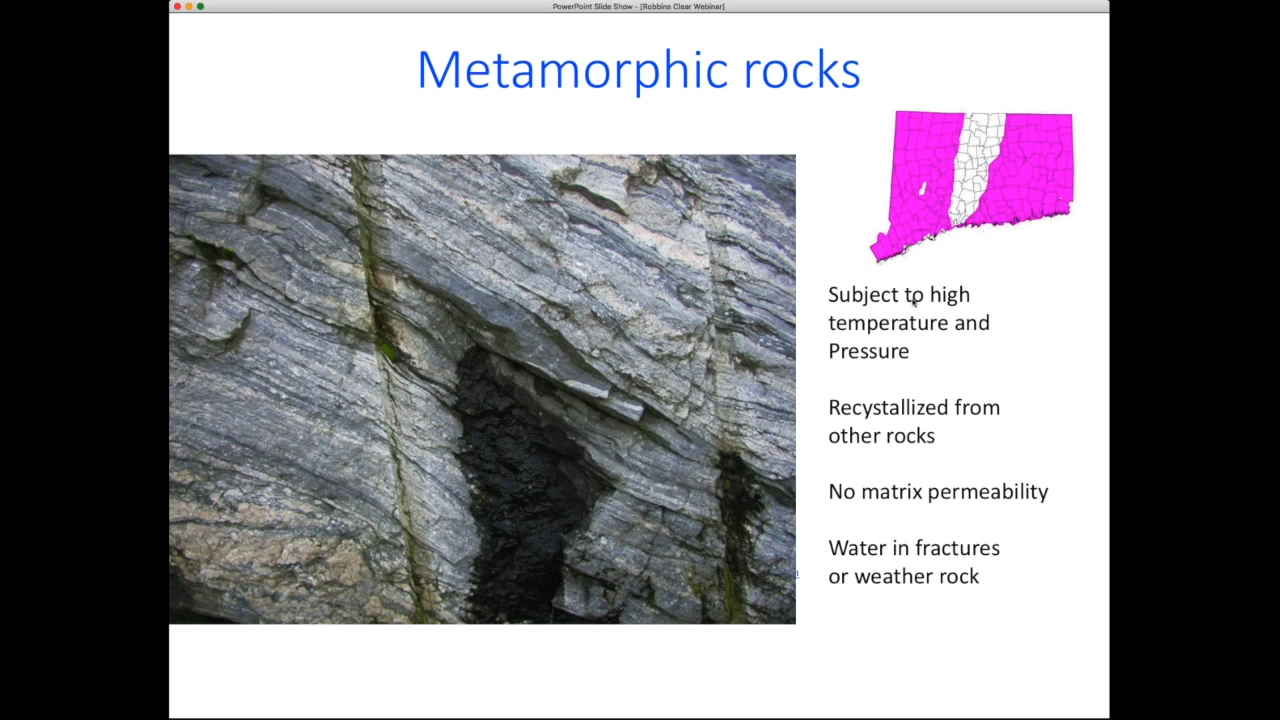 PowerPoint Slide Show - [Robbins Clear Webinar]
Metamorphic rocks
Subject to high
temperature and
Pressure
Recystallized from
other rocks
No matrix permeability
Water in fractures
or weather rock